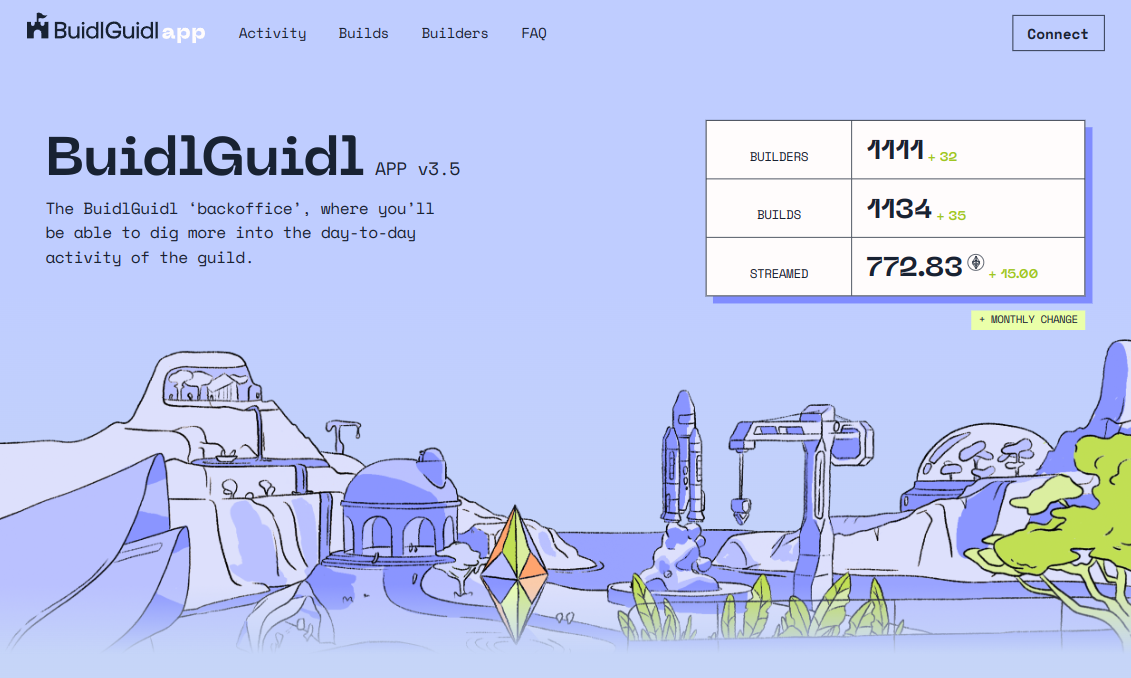 BuidlGuidl app Activity Builds Builders FAQ Connect
BuidlGuidl APP v3.5
The BuidlGuidl ‘backoffice’, where you’ll
be able to dig more into the day-to-day
activity of the guild.
BUILDERS 1111 + 32
BUILDS 1134 + 35
STREAMED 772.83 + 15.00
+ MONTHLY CHANGE